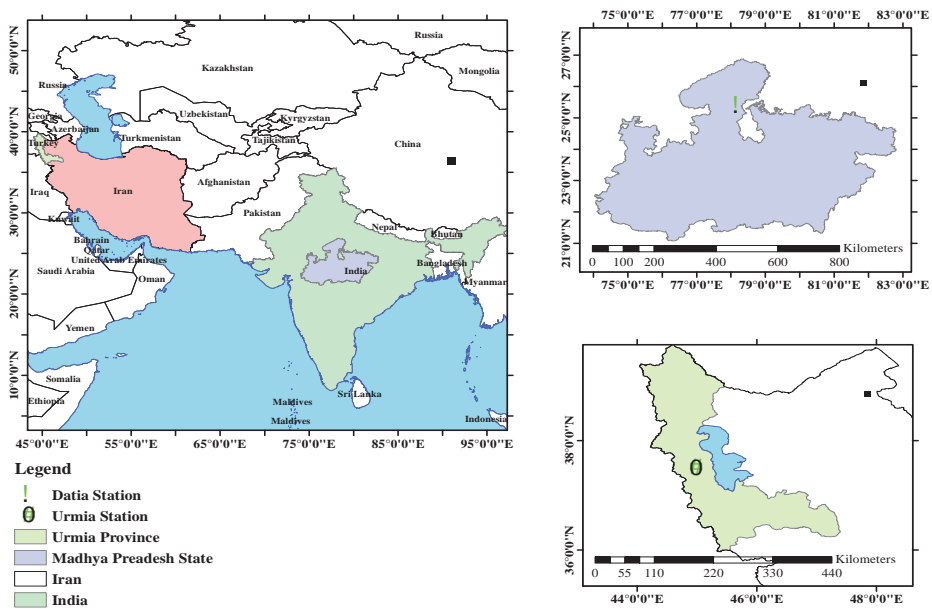 50°0'0"N
40°0'0"N
30°0'0"N
20°0'0"N
10°0'0"N
Russia
Kazakhstan
Mongolia
Russia
Georgia
Azerbaijan
Uzbekistan
Kyrgyzstan
Turkey
Turkmenistan
Tajikistan
China
Iraq
Iran
Afghanistan
Kuwait
Pakistan
Nepal
Bhutan
Bahrain
Qatar
United Arab Emirates
Saudi Arabia
Oman
India
Bangladesh
Myanmar
Yemen
Somalia
Ethiopia
Maldives
Maldives
Sri Lanka
Indonesia
45°0'0"E 55°0'0"E 65°0'0"E 75°0'0"E 85°0'0"E 95°0'0"E
Legend
! Datia Station
0 Urmia Station
Urmia Province
Madhya Preadesh State
Iran
India
75°0'0"E 77°0'0"E 79°0'0"E 81°0'0"E 83°0'0"E
27°0'0"N
25°0'0"N
23°0'0"N
21°0'0"N
!
Kilometers
0 100 200 400 600 800
75°0'0"E 77°0'0"E 79°0'0"E 81°0'0"E 83°0'0"E
38°0'0"N
36°0'0"N
0
Kilometers
0 55 110 220 330 440
44°0'0"E 46°0'0"E 48°0'0"E